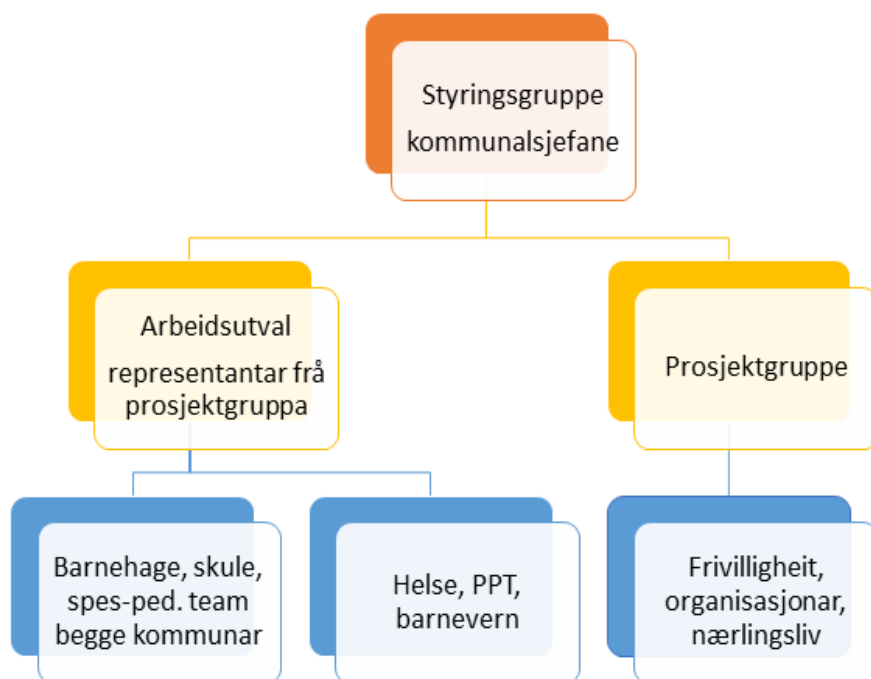 Styringsgruppe
kommunalsjefane
Arbeidsutval
representantar frå
prosjektgruppa
Prosjektgruppe
Barnehage, skule,
spes-ped. team
begge kommunar
Helse, PPT,
barnevern
Frivilligheit,
organisasjonar,
nærlingsliv